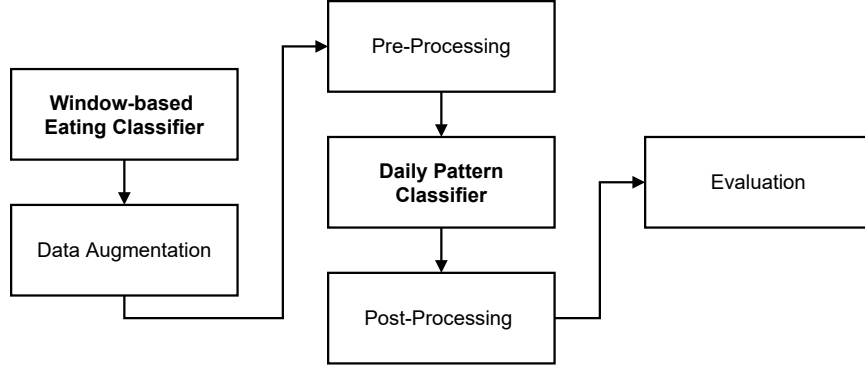 Window-based
Eating Classifier
Data Augmentation
Pre-Processing
Daily Pattern
Classifier
Post-Processing
Evaluation